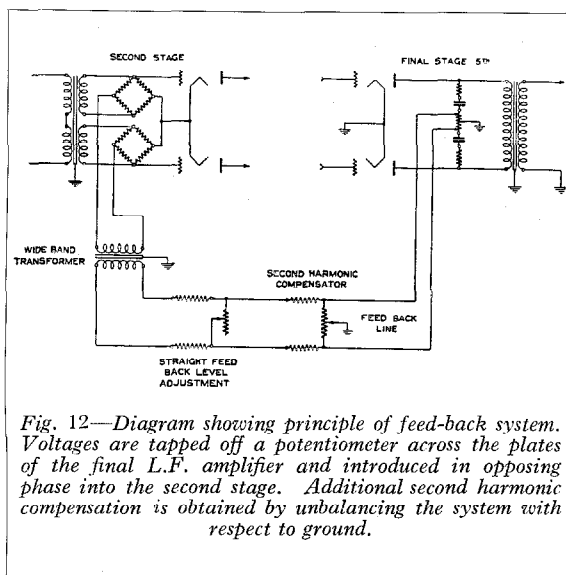 SECOND STAGE
FINAL STAGE 5TH
WIDE BAND
TRANSFORMER
SECOND HARMONIC
COMPENSATOR
FEED BACK
LINE
STRAIGHT FEED
BACK LEVEL
ADJUSTMENT
Fig. 12—Diagram showing principle of feed-back system.
Voltages are tapped off a potentiometer across the plates
of the final L.F. amplifier and introduced in opposing
phase into the second stage. Additional second harmonic
compensation is obtained by unbalancing the system with
respect to ground.